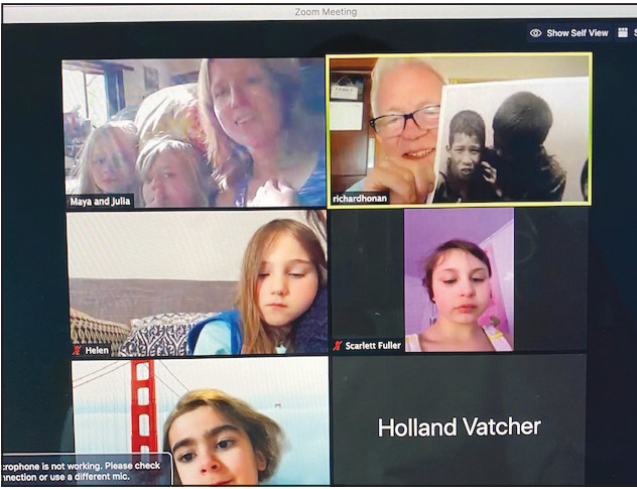 Zoom Meeting
Show Self View
Maya and Julia
richardhonan
Helen
Scarlett Fuller
Holland Vatcher
crophone is not working. Please check
nnection or use a different mic.